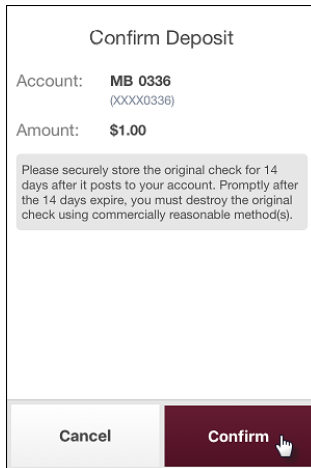 Confirm Deposit
Account: MB 0336
(XXXX0336)
Amount: $1.00
Please securely store the original check for 14
days after it posts to your account. Promptly after
the 14 days expire, you must destroy the original
check using commercially reasonable method(s).
Cancel Confirm